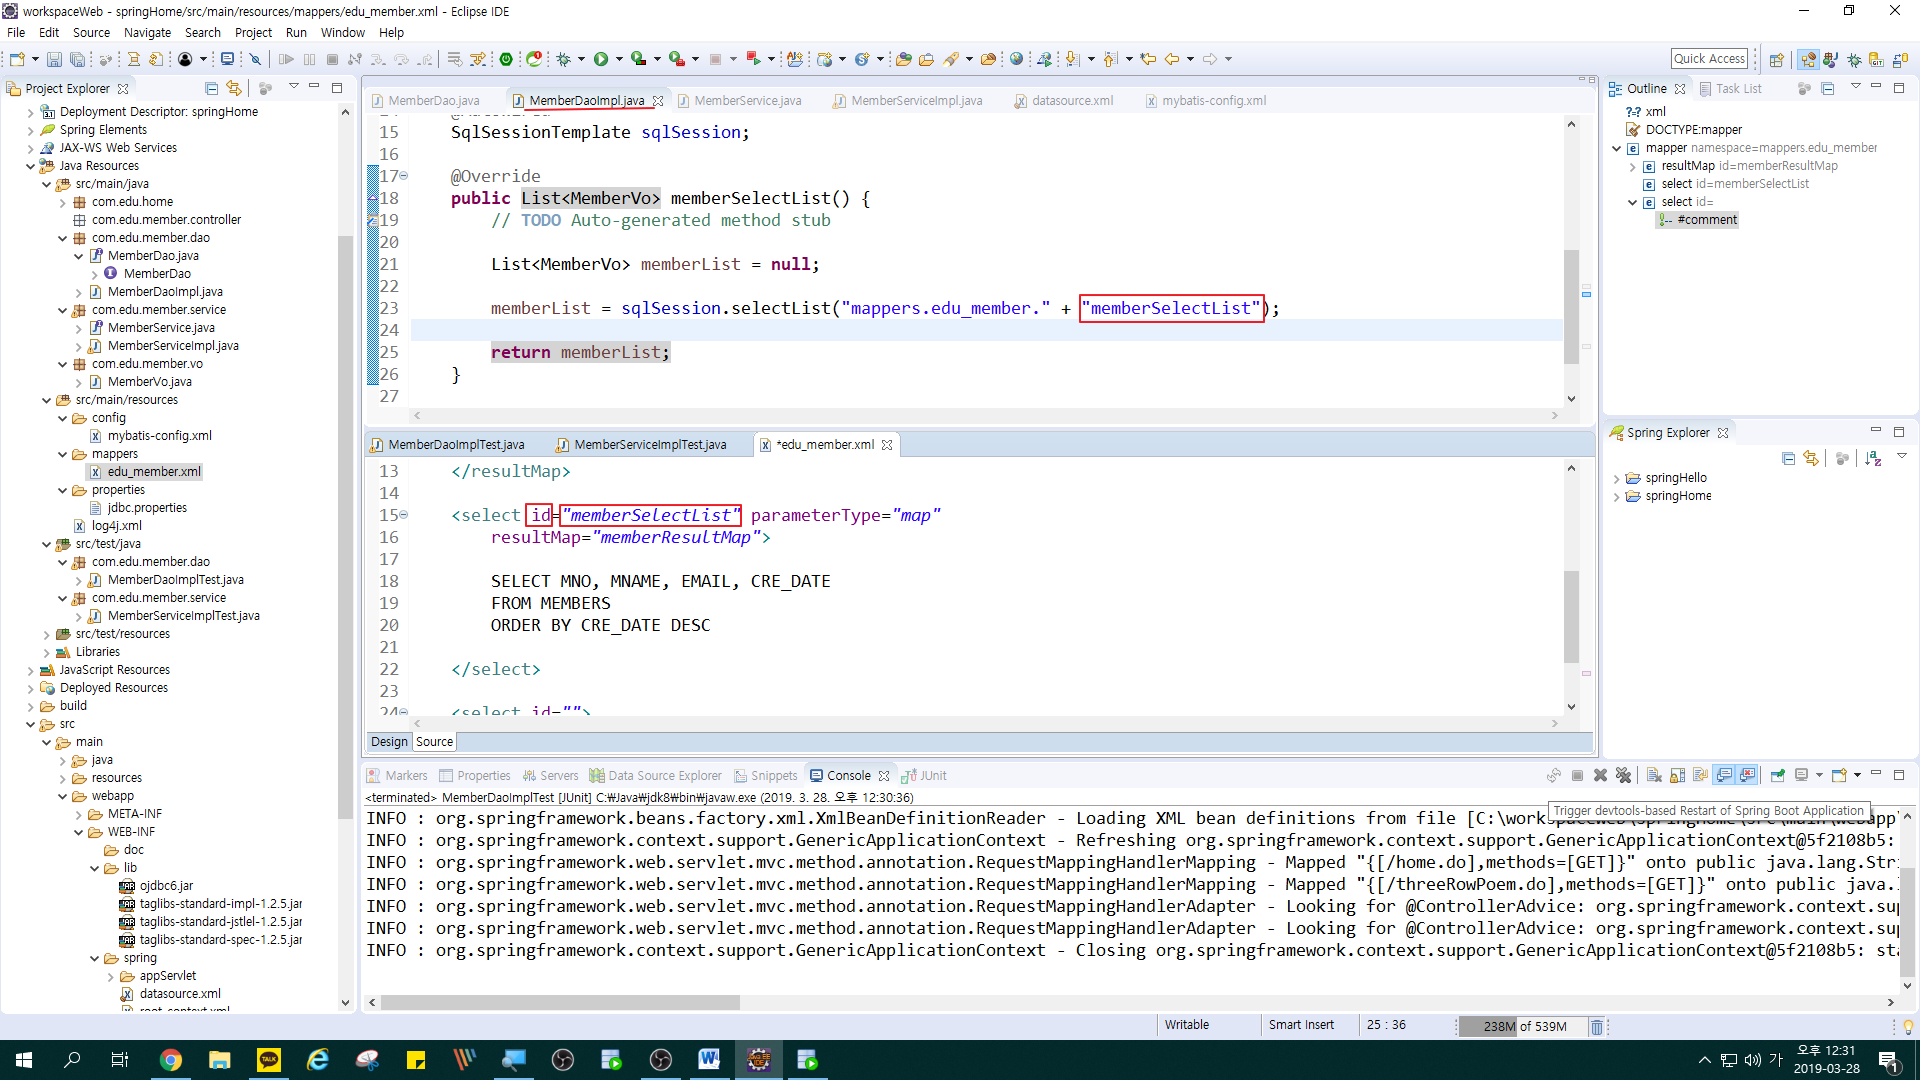 workspaceWeb - springHome/src/main/resources/mappers/edu_member.xml - Eclipse IDE
File Edit Source Navigate Search Project Run Window Help
Quick Access
Project Explorer
Deployment Descriptor: springHome
Spring Elements
JAX-WS Web Services
Java Resources
src/main/java
com.edu.home
com.edu.member.controller
com.edu.member.dao
MemberDao.java
MemberDao
MemberDaoImpl.java
com.edu.member.service
MemberService.java
MemberServiceImpl.java
com.edu.member.vo
MemberVo.java
src/main/resources
config
mybatis-config.xml
mappers
edu_member.xml
properties
jdbc.properties
log4j.xml
src/test/java
com.edu.member.dao
MemberDaoImplTest.java
com.edu.member.service
MemberServiceImplTest.java
src/test/resources
Libraries
JavaScript Resources
Deployed Resources
build
src
main
java
resources
webapp
META-INF
WEB-INF
doc
lib
ojdbc6.jar
taglibs-standard-impl-1.2.5.jar
taglibs-standard-jstlel-1.2.5.jar
taglibs-standard-spec-1.2.5.jar
spring
appServlet
datasource.xml
root-context.xml
MemberDao.java MemberDaoImpl.java MemberService.java MemberServiceImpl.java datasource.xml mybatis-config.xml
15 SqlSessionTemplate sqlSession;
16
17 @Override
18 public List<MemberVo> memberSelectList() {
19 // TODO Auto-generated method stub
20
21 List<MemberVo> memberList = null;
22
23 memberList = sqlSession.selectList("mappers.edu_member." + "memberSelectList");
24
25 return memberList;
26 }
27
MemberDaoImplTest.java MemberServiceImplTest.java *edu_member.xml
13 </resultMap>
14
15 <select id="memberSelectList" parameterType="map"
16 resultMap="memberResultMap">
17
18 SELECT MNO, MNAME, EMAIL, CRE_DATE
19 FROM MEMBERS
20 ORDER BY CRE_DATE DESC
21
22 </select>
23
24 <select id="">
Design Source
Outline Task List
?-? xml
DOCTYPE:mapper
mapper namespace=mappers.edu_member
resultMap id=memberResultMap
select id=memberSelectList
select id=
#comment
Spring Explorer
springHello
springHome
Markers Properties Servers Data Source Explorer Snippets Console JUnit
<terminated> MemberDaoImplTest [JUnit] C:₩Java₩jdk8₩bin₩javaw.exe (2019. 3. 28. 오후 12:30:36)
Trigger devtools-based Restart of Spring Boot Application
INFO : org.springframework.beans.factory.xml.XmlBeanDefinitionReader - Loading XML bean definitions from file [C:\workspaceWeb\springHome\src\main\webapp\
INFO : org.springframework.context.support.GenericApplicationContext - Refreshing org.springframework.context.support.GenericApplicationContext@5f2108b5:
INFO : org.springframework.web.servlet.mvc.method.annotation.RequestMappingHandlerMapping - Mapped "{[/home.do],methods=[GET]}" onto public java.lang.Stri
INFO : org.springframework.web.servlet.mvc.method.annotation.RequestMappingHandlerMapping - Mapped "{[/threeRowPoem.do],methods=[GET]}" onto public java.
INFO : org.springframework.web.servlet.mvc.method.annotation.RequestMappingHandlerAdapter - Looking for @ControllerAdvice: org.springframework.context.sup
INFO : org.springframework.web.servlet.mvc.method.annotation.RequestMappingHandlerAdapter - Looking for @ControllerAdvice: org.springframework.context.sup
INFO : org.springframework.context.support.GenericApplicationContext - Closing org.springframework.context.support.GenericApplicationContext@5f2108b5: sta
Writable Smart Insert 25 : 36 238M of 539M
TALK
가 오후 12:31
2019-03-28
1